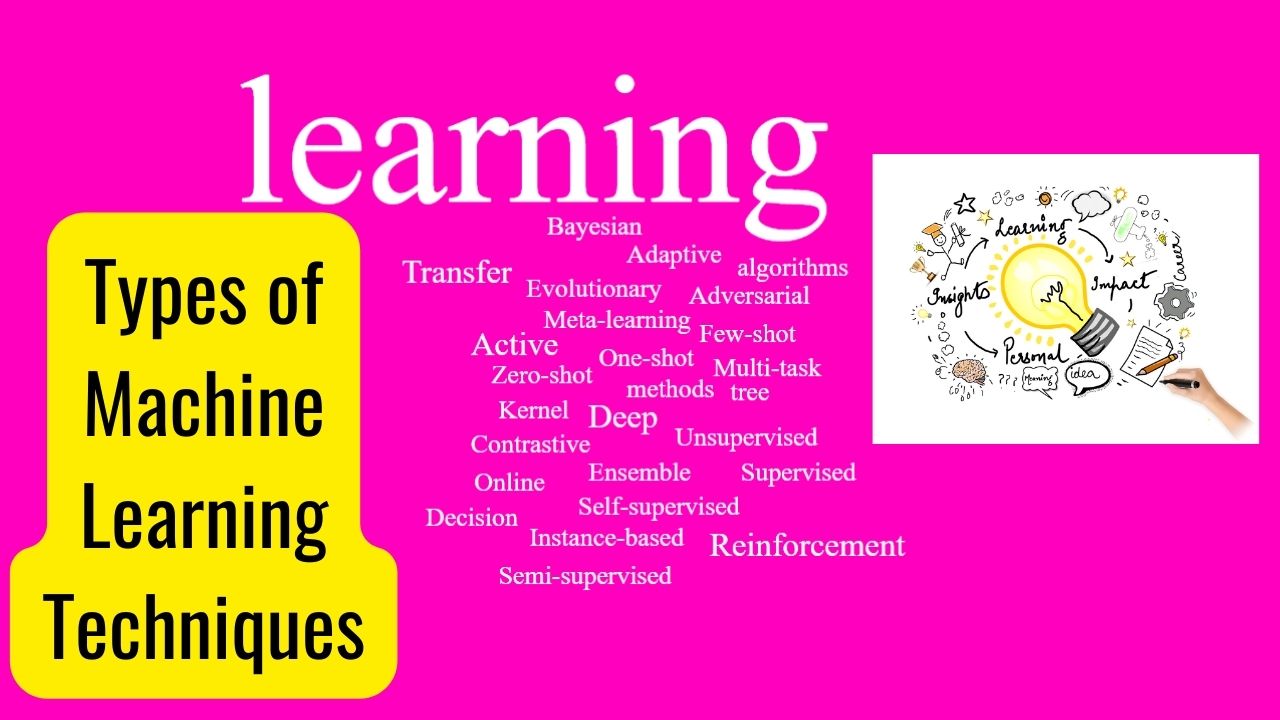 learning
Types of
Machine
Learning
Techniques
Bayesian
Adaptive
Transfer
algorithms
Evolutionary
Adversarial
Meta-learning
Few-shot
Active
One-shot
Multi-task
Zero-shot
methods
tree
Kernel
Deep
Contrastive
Unsupervised
Online
Ensemble
Supervised
Self-supervised
Decision
Instance-based
Reinforcement
Semi-supervised
Learning
Insights
Impact
Careers
Personal
???
Meaning
idea